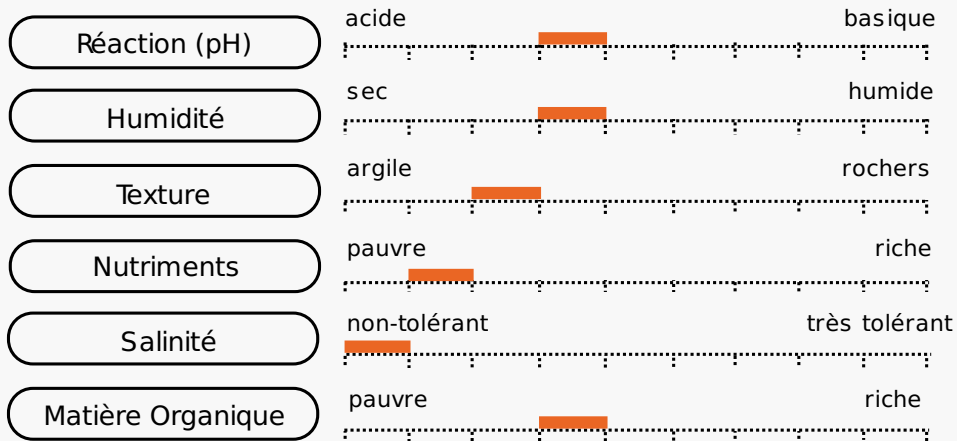 acide basique
Réaction (pH)
sec humide
Humidité
argile rochers
Texture
pauvre riche
Nutriments
non-tolérant très tolérant
Salinité
pauvre riche
Matière Organique